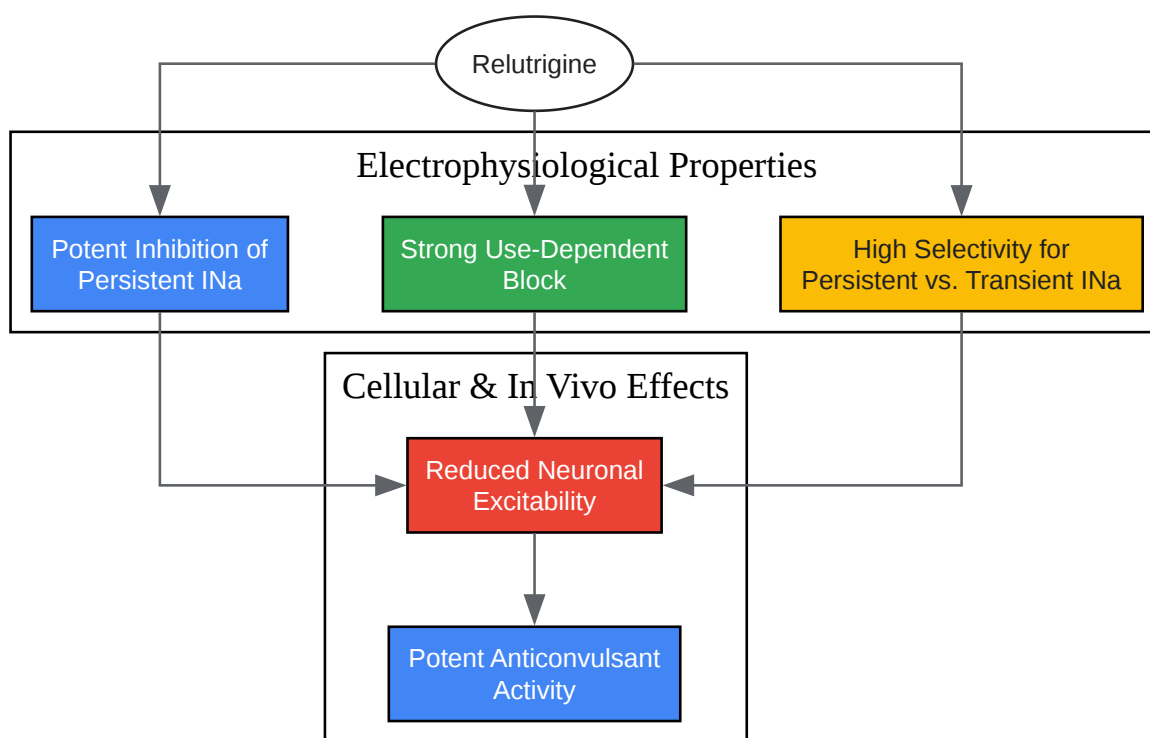 Relutrigine
Electrophysiological Properties
Potent Inhibition of
Persistent INa
Strong Use-Dependent
Block
High Selectivity for
Persistent vs. Transient INa
Cellular & In Vivo Effects
Reduced Neuronal
Excitability
Potent Anticonvulsant
Activity